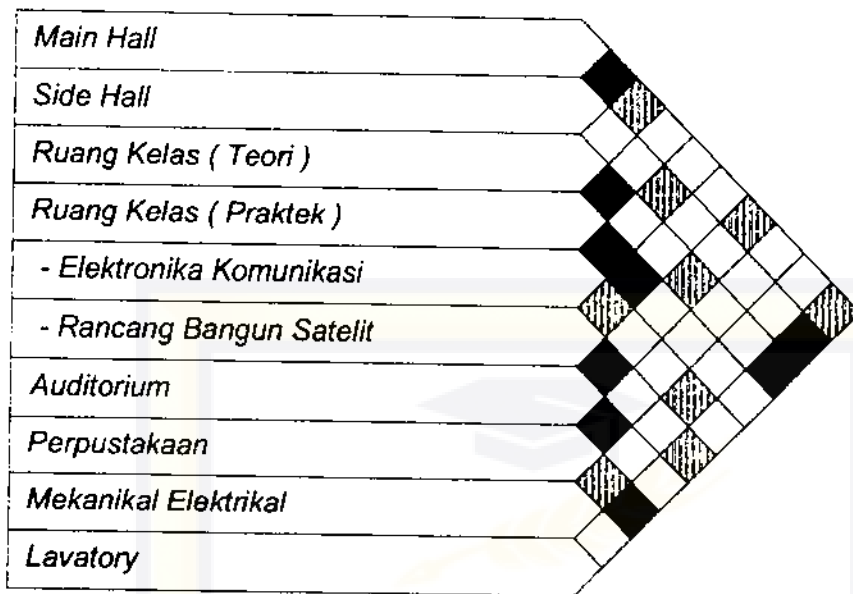 Main Hall
Side Hall
Ruang Kelas ( Teori )
Ruang Kelas ( Praktek )
- Elektronika Komunikasi
- Rancang Bangun Satelit
Auditorium
Perpustakaan
Mekanikal Elektrikal
Lavatory